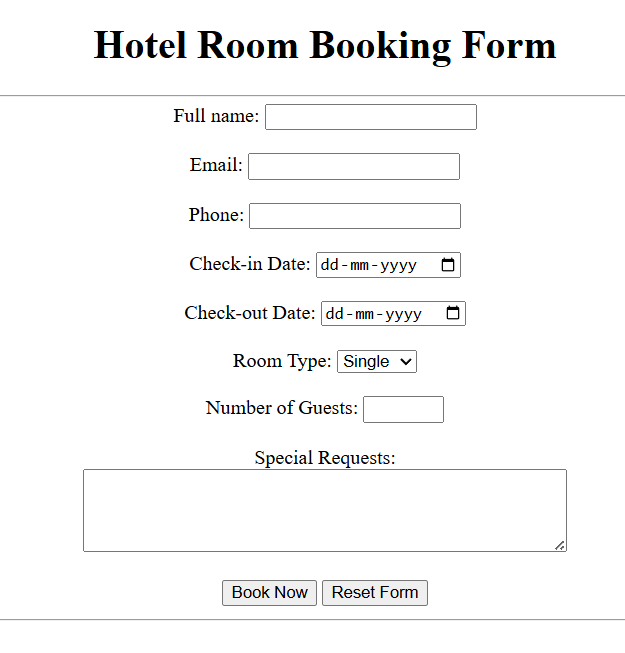 Hotel Room Booking Form
Full name:
Email:
Phone:
Check-in Date: dd-mm-yyyy
Check-out Date: dd-mm-yyyy
Room Type: Single
Number of Guests:
Special Requests:
Book Now Reset Form